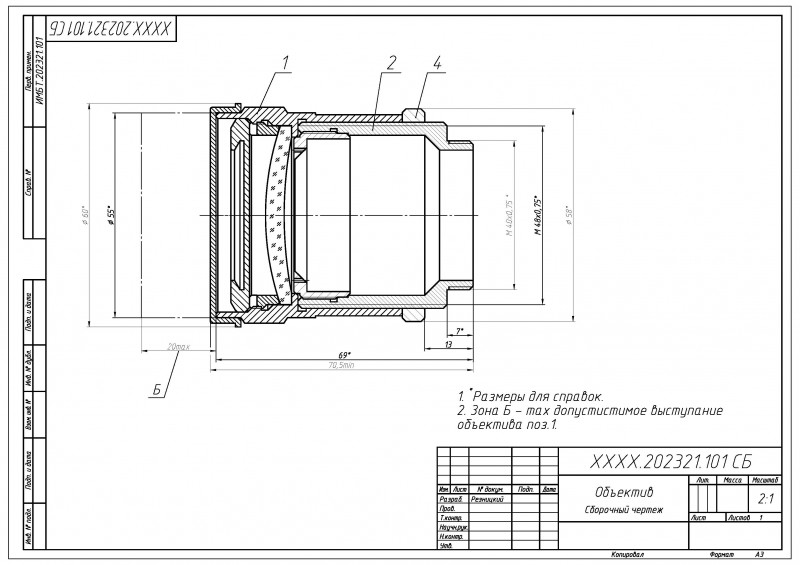 XXXX.202321.101 СБ
Перв. примен.
ИМБТ.202321.101
Справ. №
Подп. и дата
Инв. № дубл.
Взам. инв. №
Подп. и дата
Инв. № подл.
1
2
4
ϕ 60*
ϕ 55*
М 40x0,75*
М 48x0,75*
ϕ 58*
20max
Б
7*
13
69*
70,5min
1. *Размеры для справок.
2. Зона Б – max допустистимое выступание
объектива поз.1.
XXXX.202321.101 СБ
Изм Лист № докум. Подп. Дата
Разраб. Резницкий
Пров.
Т.контр.
Науч.рук.
Н.контр.
Утв.
Объектив
Сборочный чертеж
Лит. Масса Масштаб
2:1
Лист Листов 1
Копировал Формат А3